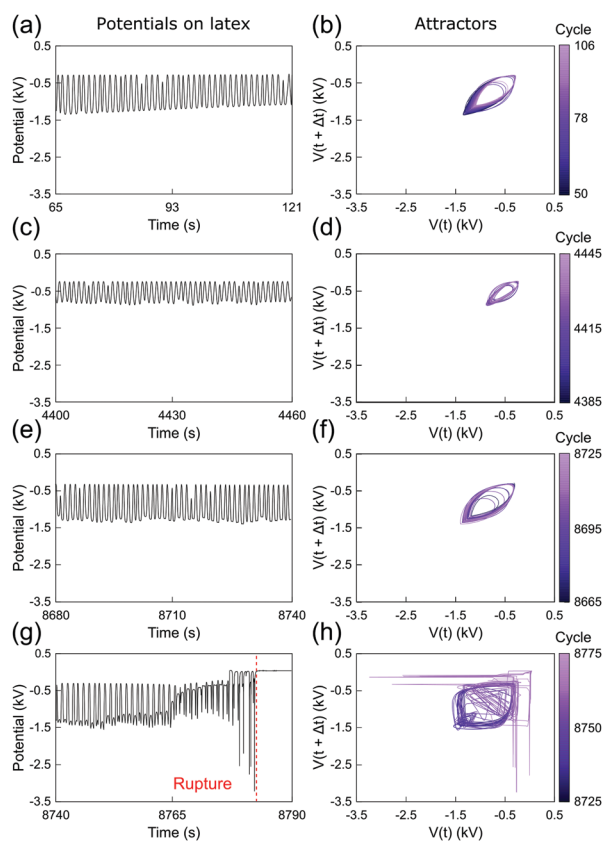 Potentials on latex
Attractors
(a)
0.5
-0.5
-1.5
-2.5
-3.5
Potential (kV)
65
93
121
Time (s)
(b)
0.5
-0.5
-1.5
-2.5
-3.5
V(t + Δt) (kV)
-3.5
-2.5
-1.5
-0.5
0.5
V(t) (kV)
Cycle
106
78
50
(c)
0.5
-0.5
-1.5
-2.5
-3.5
Potential (kV)
4400
4430
4460
Time (s)
(d)
0.5
-0.5
-1.5
-2.5
-3.5
V(t + Δt) (kV)
-3.5
-2.5
-1.5
-0.5
0.5
V(t) (kV)
Cycle
4445
4415
4385
(e)
0.5
-0.5
-1.5
-2.5
-3.5
Potential (kV)
8680
8710
8740
Time (s)
(f)
0.5
-0.5
-1.5
-2.5
-3.5
V(t + Δt) (kV)
-3.5
-2.5
-1.5
-0.5
0.5
V(t) (kV)
Cycle
8725
8695
8665
(g)
0.5
-0.5
-1.5
-2.5
-3.5
Potential (kV)
Rupture
8740
8765
8790
Time (s)
(h)
0.5
-0.5
-1.5
-2.5
-3.5
V(t + Δt) (kV)
-3.5
-2.5
-1.5
-0.5
0.5
V(t) (kV)
Cycle
8775
8750
8725